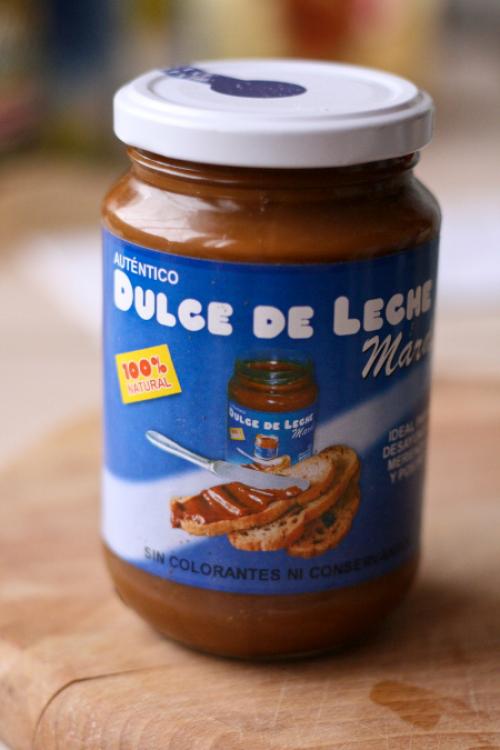 AUTÉNTICO
DULCE DE LECHE
100%
NATURAL
DULCE DE LECHE
IDEAL
Y
SIN COLORANTES NI